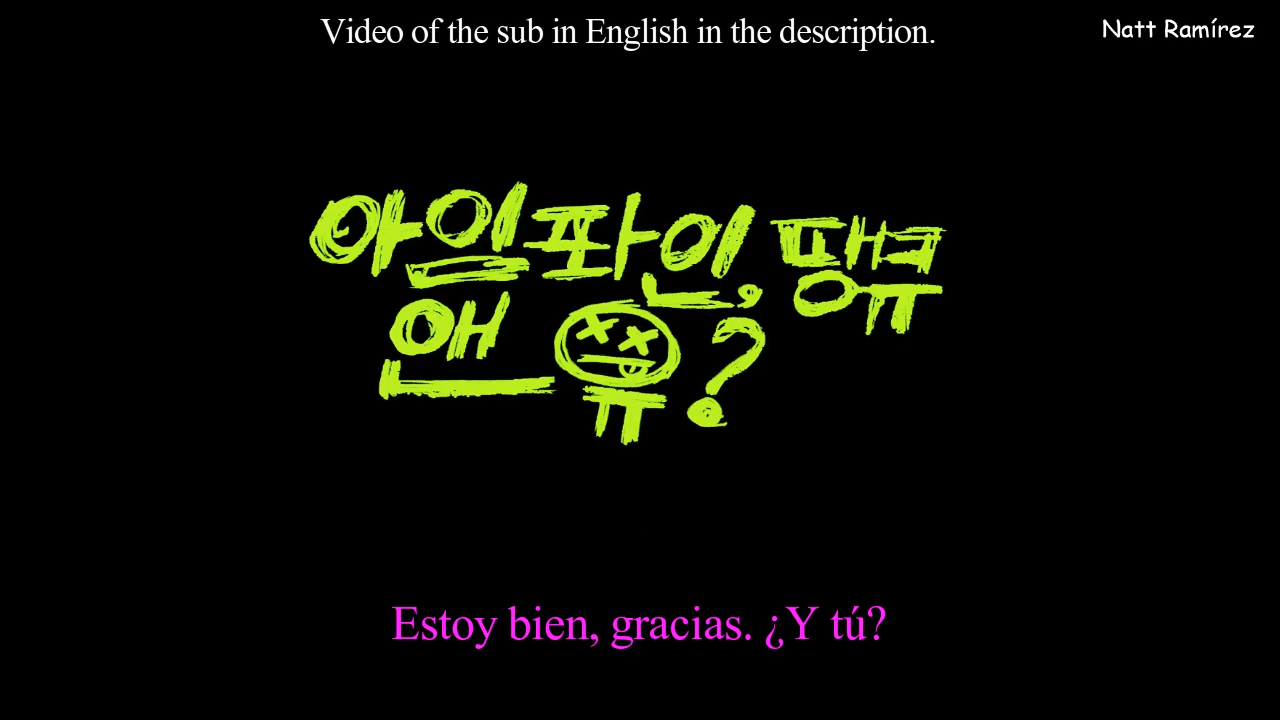 Video of the sub in English in the description.
Natt Ramírez
아일파인, 땡큐
앤 유?
Estoy bien, gracias. ¿Y tú?